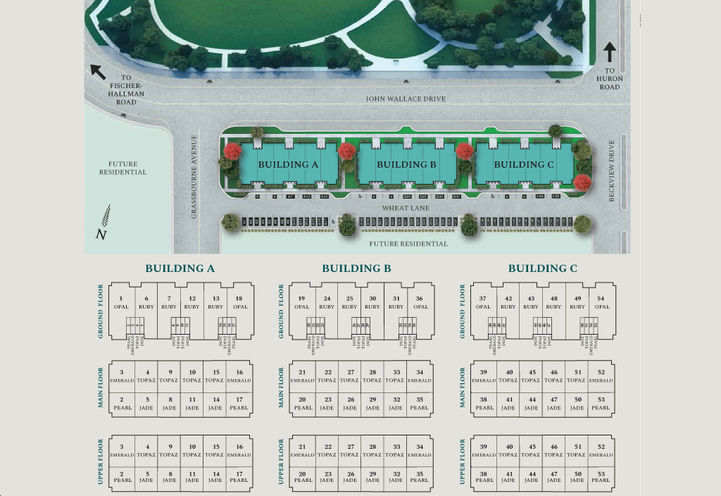 TO
FISCHER-
HALLMAN
ROAD
TO
HURON
ROAD
JOHN WALLACE DRIVE
FUTURE
RESIDENTIAL
GRASSBOURNE AVENUE
BUILDING A
BUILDING B
BUILDING C
BECKVIEW DRIVE
WHEAT LANE
N
FUTURE RESIDENTIAL
BUILDING A
BUILDING B
BUILDING C
GROUND FLOOR
1 6 7 12 13 18
OPAL RUBY RUBY RUBY RUBY OPAL
GROUND FLOOR
19 24 25 30 31 36
OPAL RUBY RUBY RUBY RUBY OPAL
GROUND FLOOR
37 42 43 48 49 54
OPAL RUBY RUBY RUBY RUBY OPAL
MAIN FLOOR
3 4 9 10 15 16
EMERALD TOPAZ TOPAZ TOPAZ TOPAZ EMERALD
2 5 8 11 14 17
PEARL JADE JADE JADE JADE PEARL
MAIN FLOOR
21 22 27 28 33 34
EMERALD TOPAZ TOPAZ TOPAZ TOPAZ EMERALD
20 23 26 29 32 35
PEARL JADE JADE JADE JADE PEARL
MAIN FLOOR
39 40 45 46 51 52
EMERALD TOPAZ TOPAZ TOPAZ TOPAZ EMERALD
38 41 44 47 50 53
PEARL JADE JADE JADE JADE PEARL
UPPER FLOOR
3 4 9 10 15 16
EMERALD TOPAZ TOPAZ TOPAZ TOPAZ EMERALD
2 5 8 11 14 17
PEARL JADE JADE JADE JADE PEARL
UPPER FLOOR
21 22 27 28 33 34
EMERALD TOPAZ TOPAZ TOPAZ TOPAZ EMERALD
20 23 26 29 32 35
PEARL JADE JADE JADE JADE PEARL
UPPER FLOOR
39 40 45 46 51 52
EMERALD TOPAZ TOPAZ TOPAZ TOPAZ EMERALD
38 41 44 47 50 53
PEARL JADE JADE JADE JADE PEARL